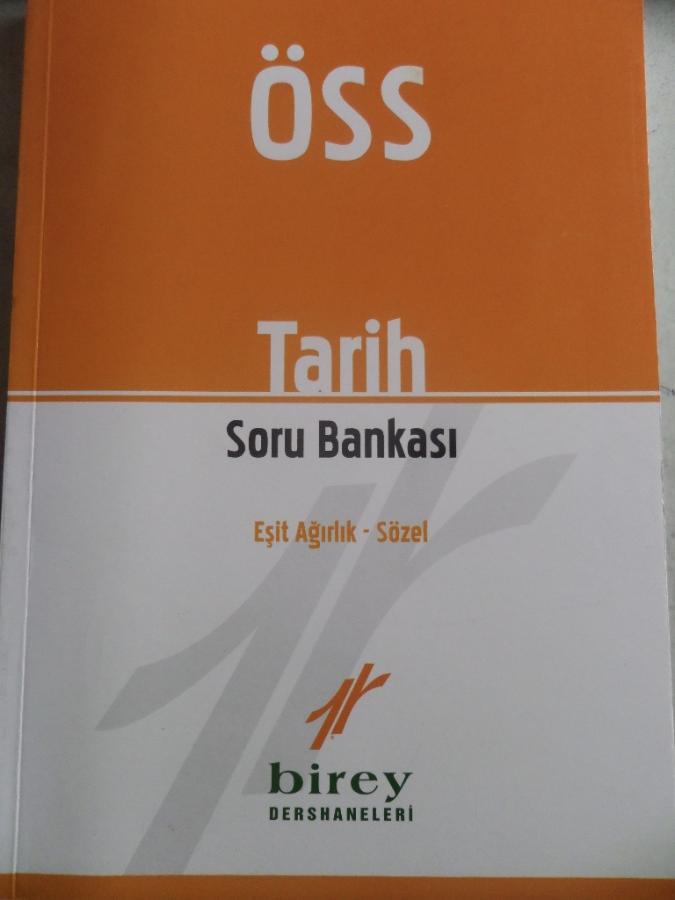 ÖSS
Tarih
Soru Bankası
Eşit Ağırlık - Sözel
birey
DERSHANELERİ